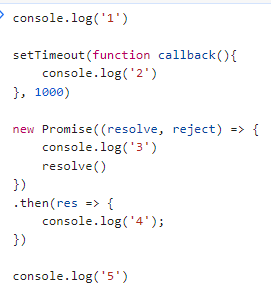 console.log('1')
setTimeout(function callback(){
    console.log('2')
}, 1000)
new Promise((resolve, reject) => {
    console.log('3')
    resolve()
})
.then(res => {
    console.log('4');
})
console.log('5')